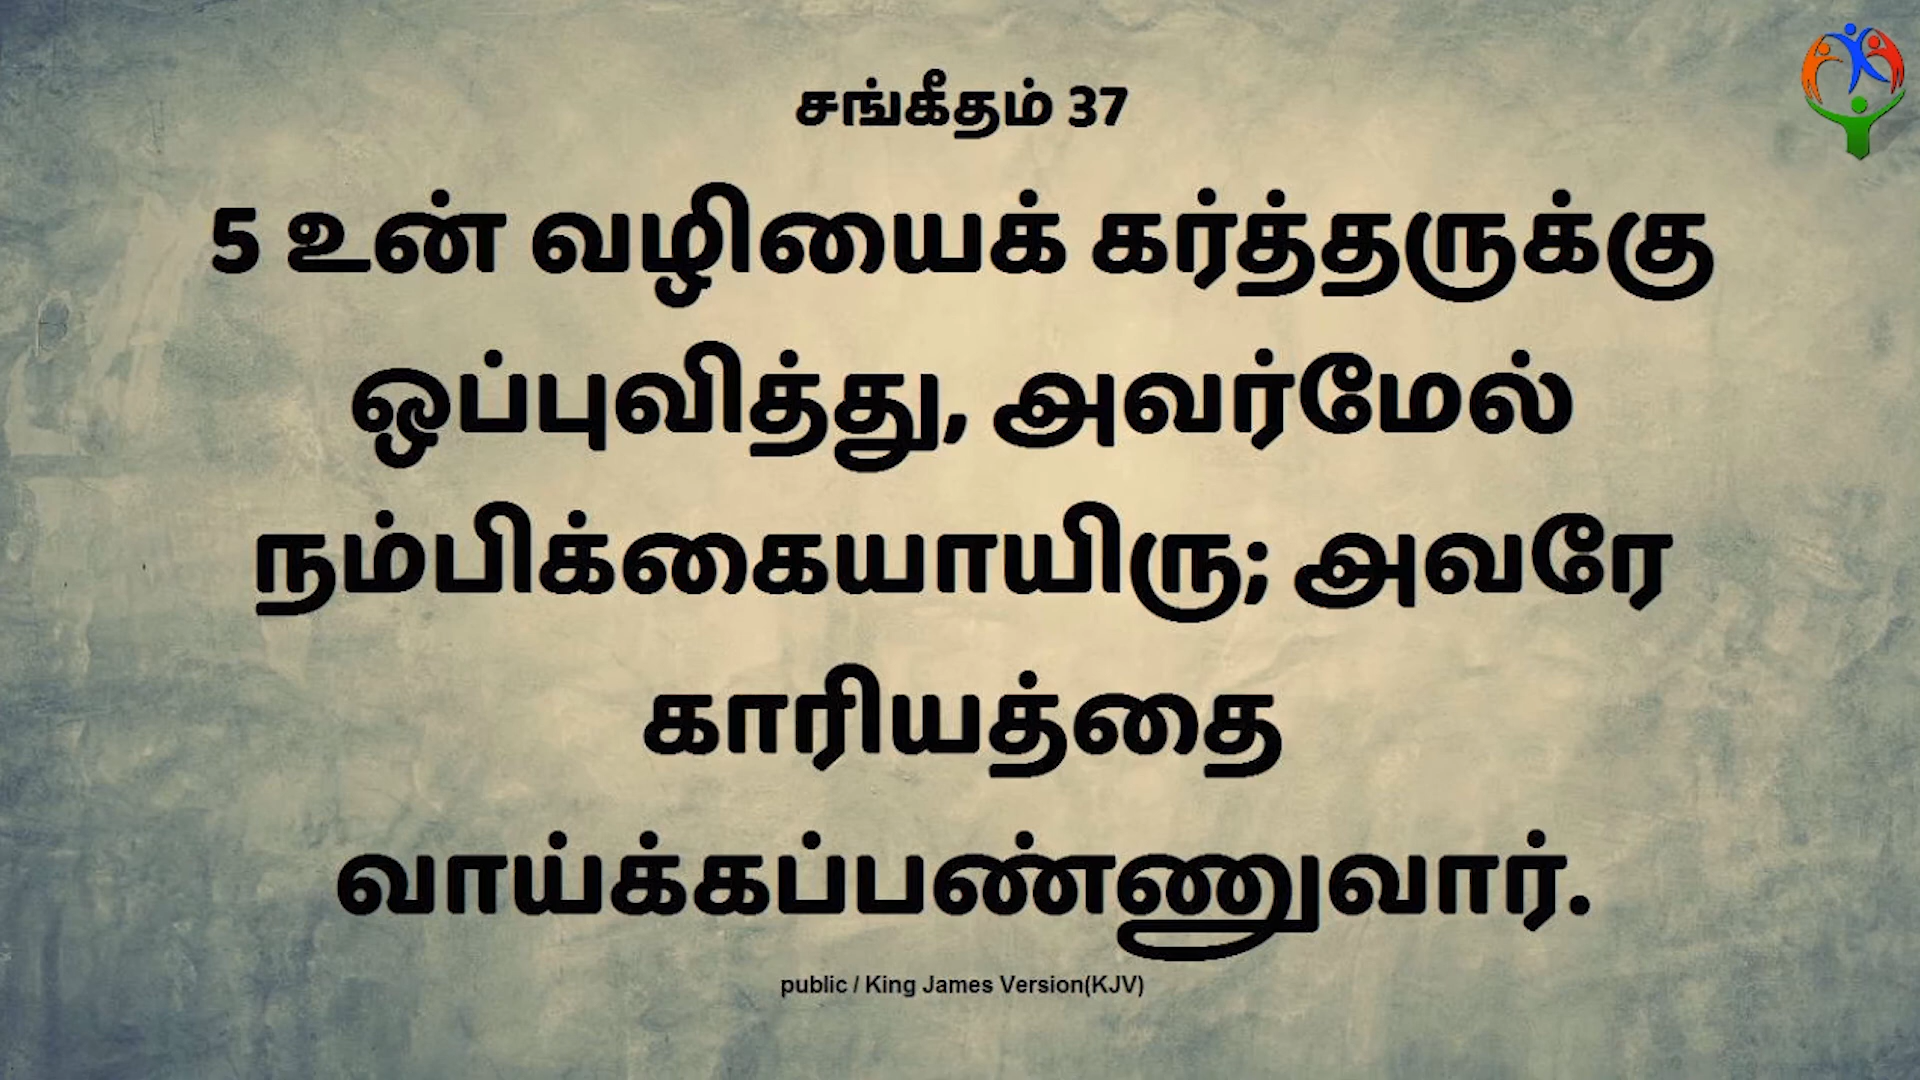 சங்கீதம் 37
5 உன் வழியைக் கர்த்தருக்கு
ஒப்புவித்து, அவர்மேல்
நம்பிக்கையாயிரு; அவரே
காரியத்தை
வாய்க்கப்பண்ணுவார்.
public / King James Version(KJV)